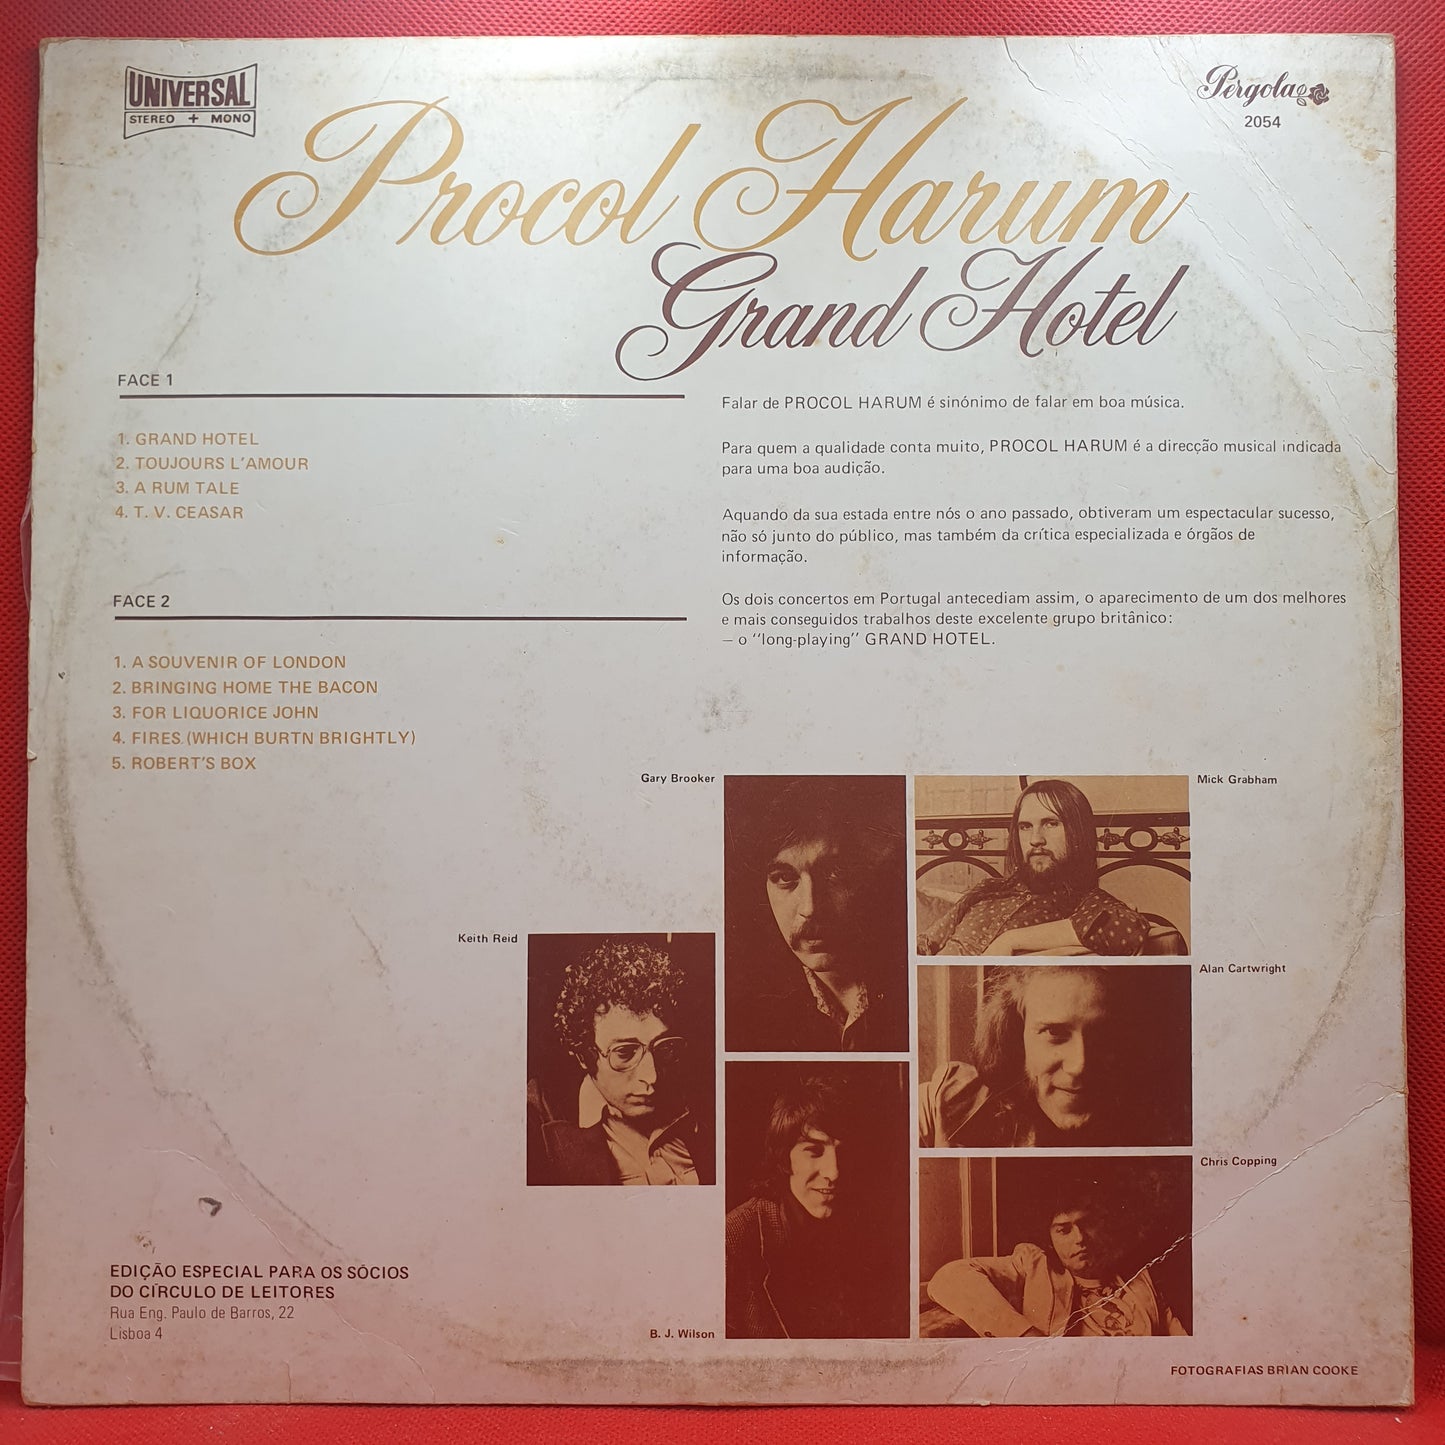 UNIVERSAL
STEREO + MONO
Pergola
2054
Procol Harum
Grand Hotel
FACE 1
1. GRAND HOTEL
2. TOUJOURS L'AMOUR
3. A RUM TALE
4. T. V. CEASAR
FACE 2
1. A SOUVENIR OF LONDON
2. BRINGING HOME THE BACON
3. FOR LIQUORICE JOHN
4. FIRES (WHICH BURTN BRIGHTLY)
5. ROBERT'S BOX
Falar de PROCOL HARUM é sinónimo de falar em boa música.
Para quem a qualidade conta muito, PROCOL HARUM é a direcção musical indicada
para uma boa audição.
Aquando da sua estada entre nós o ano passado, obtiveram um espectacular sucesso,
não só junto do público, mas também da crítica especializada e órgãos de
informação.
Os dois concertos em Portugal antecediam assim, o aparecimento de um dos melhores
e mais conseguidos trabalhos deste excelente grupo britânico:
— o ''long-playing'' GRAND HOTEL.
Gary Brooker
Mick Grabham
Keith Reid
Alan Cartwright
Chris Copping
B. J. Wilson
EDIÇÃO ESPECIAL PARA OS SÓCIOS
DO CÍRCULO DE LEITORES
Rua Eng. Paulo de Barros, 22
Lisboa 4
FOTOGRAFIAS BRIAN COOKE